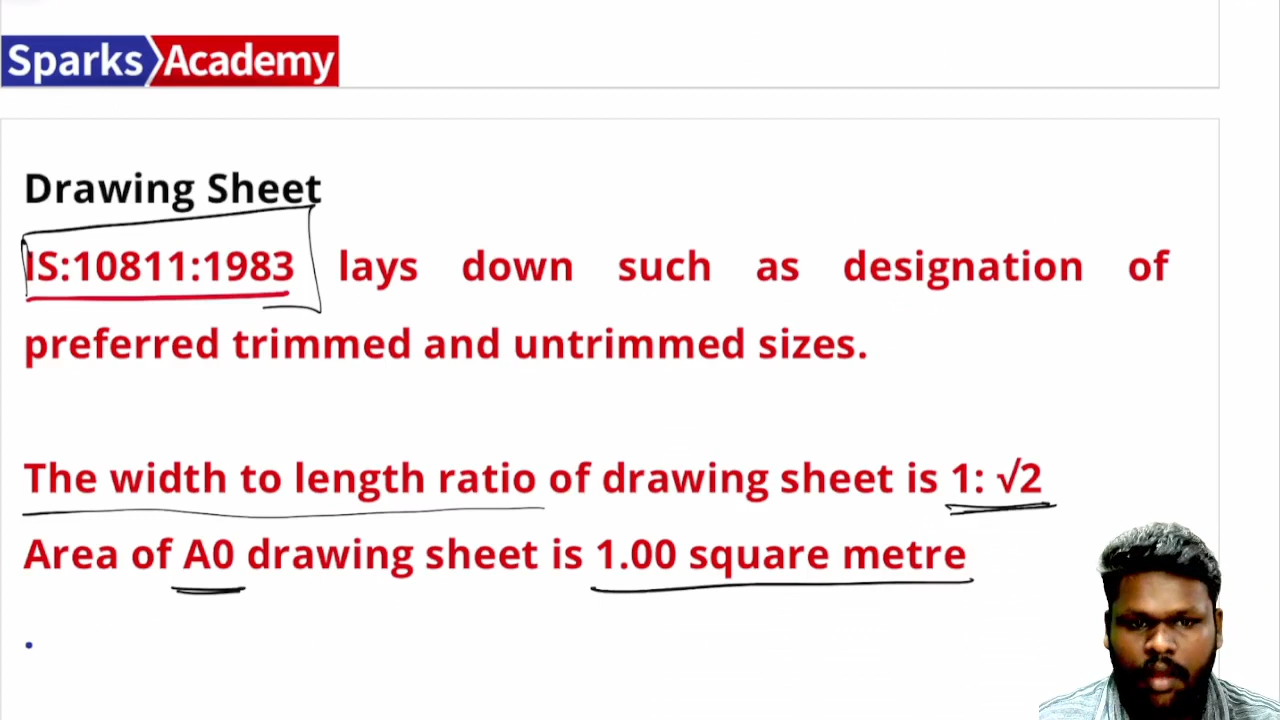 Sparks Academy
Drawing Sheet
IS:10811:1983 lays down such as designation of
preferred trimmed and untrimmed sizes.
The width to length ratio of drawing sheet is 1: √2
Area of A0 drawing sheet is 1.00 square metre